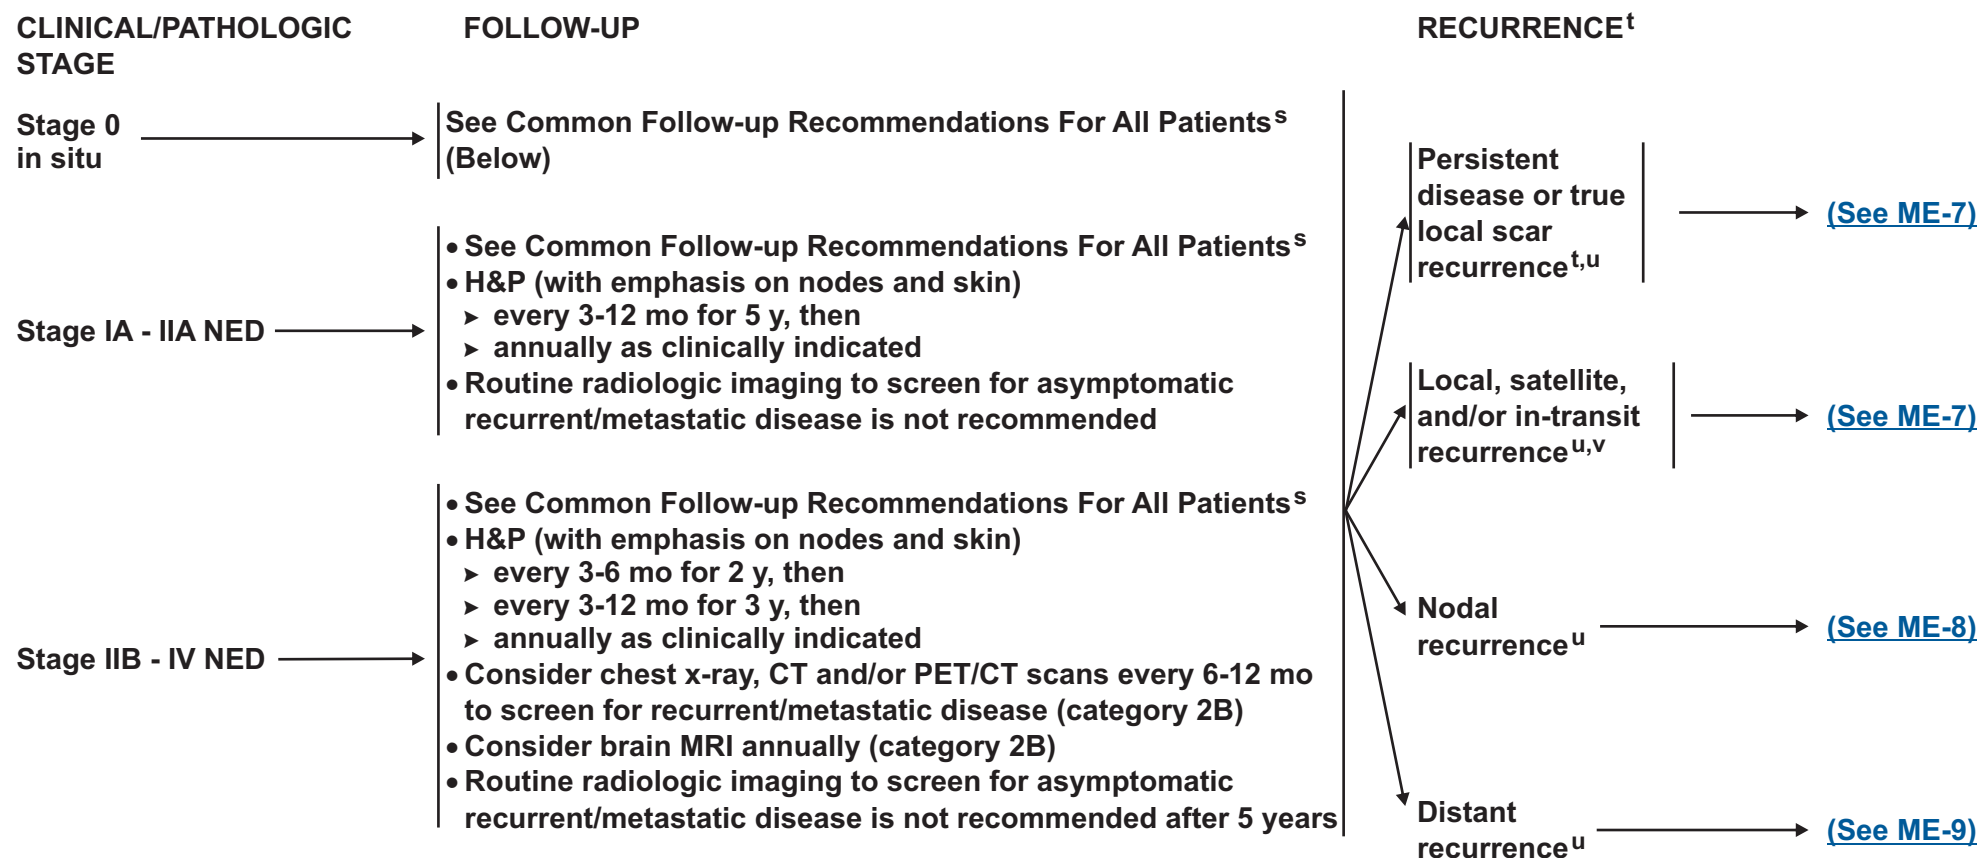 CLINICAL/PATHOLOGIC
STAGE
FOLLOW-UP
RECURRENCEᵗ
Stage 0
in situ
See Common Follow-up Recommendations For All Patientsˢ
(Below)
Stage IA - IIA NED
• See Common Follow-up Recommendations For All Patientsˢ
• H&P (with emphasis on nodes and skin)
➤ every 3-12 mo for 5 y, then
➤ annually as clinically indicated
• Routine radiologic imaging to screen for asymptomatic
recurrent/metastatic disease is not recommended
Stage IIB - IV NED
• See Common Follow-up Recommendations For All Patientsˢ
• H&P (with emphasis on nodes and skin)
➤ every 3-6 mo for 2 y, then
➤ every 3-12 mo for 3 y, then
➤ annually as clinically indicated
• Consider chest x-ray, CT and/or PET/CT scans every 6-12 mo
to screen for recurrent/metastatic disease (category 2B)
• Consider brain MRI annually (category 2B)
• Routine radiologic imaging to screen for asymptomatic
recurrent/metastatic disease is not recommended after 5 years
Persistent
disease or true
local scar
recurrenceᵗ,ᵘ
(See ME-7)
Local, satellite,
and/or in-transit
recurrenceᵘ,ᵛ
(See ME-7)
Nodal
recurrenceᵘ
(See ME-8)
Distant
recurrenceᵘ
(See ME-9)